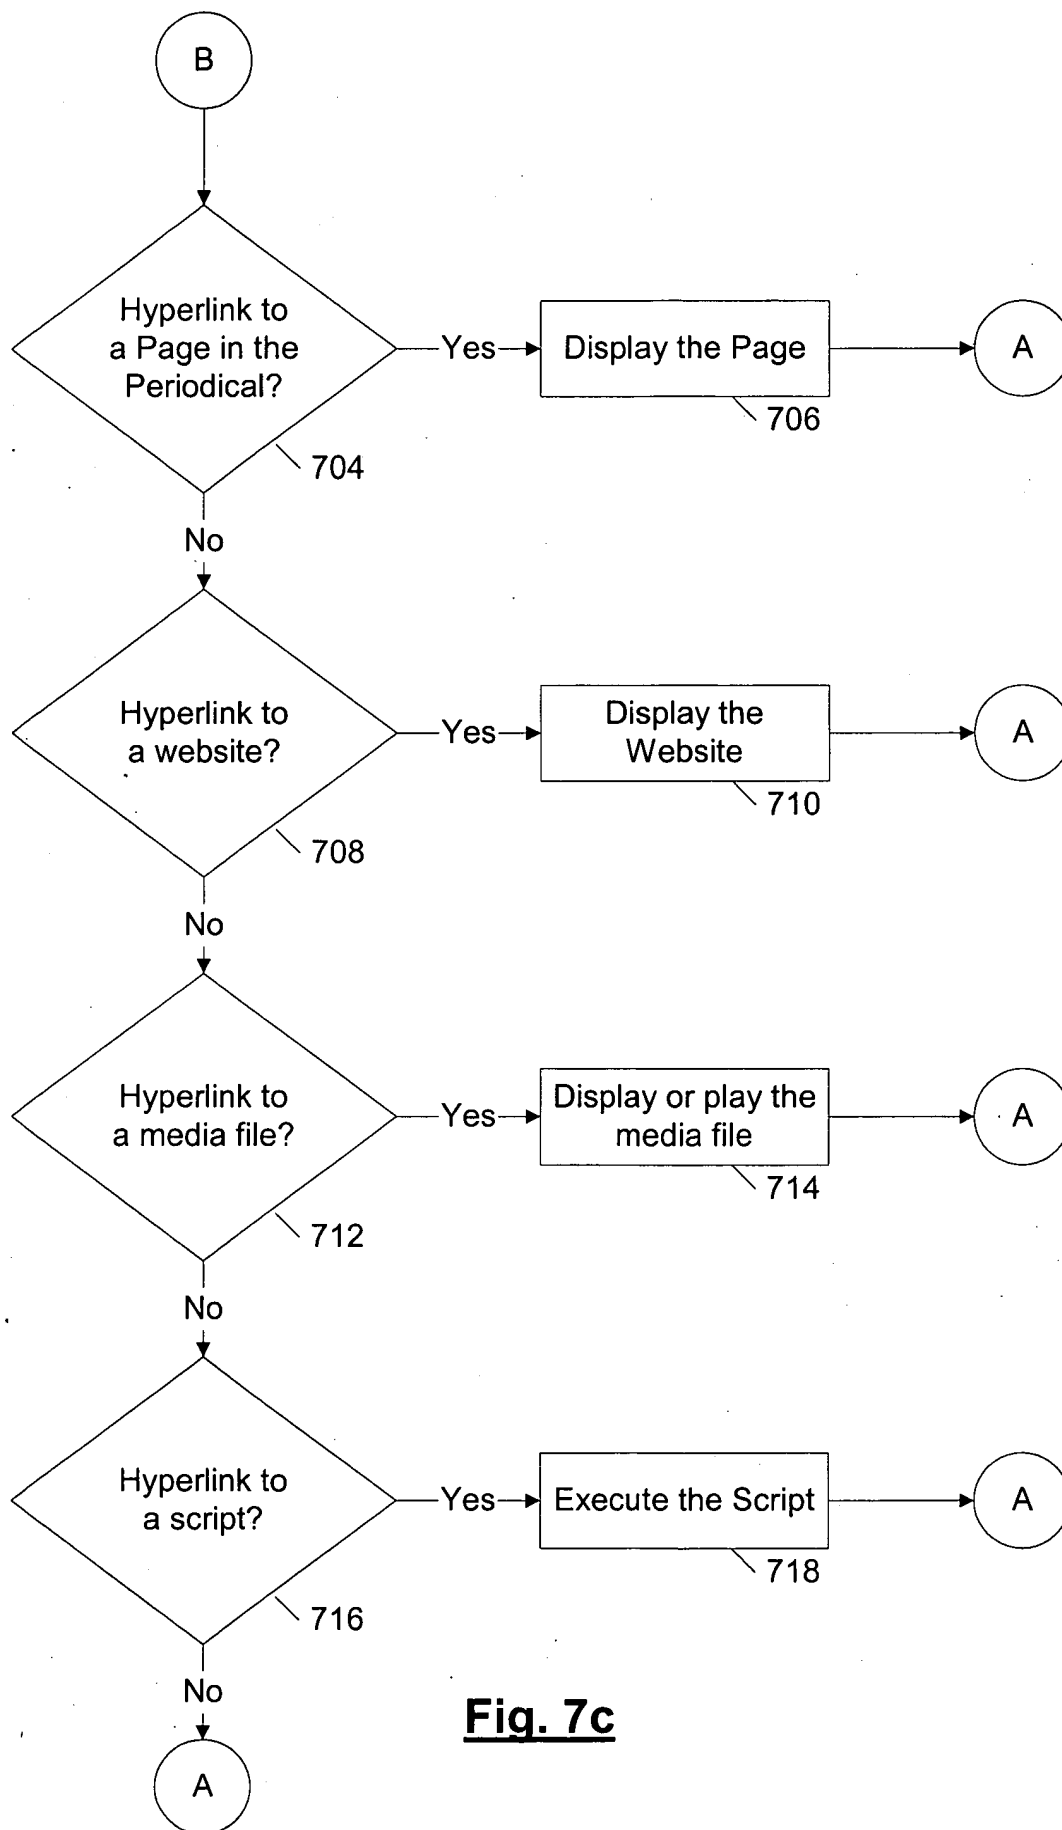 B
Hyperlink to
a Page in the
Periodical?
Yes
Display the Page
A
706
704
No
Hyperlink to
a website?
Yes
Display the
Website
A
710
708
No
Hyperlink to
a media file?
Yes
Display or play the
media file
A
714
712
No
Hyperlink to
a script?
Yes
Execute the Script
A
718
716
No
Fig. 7c
A